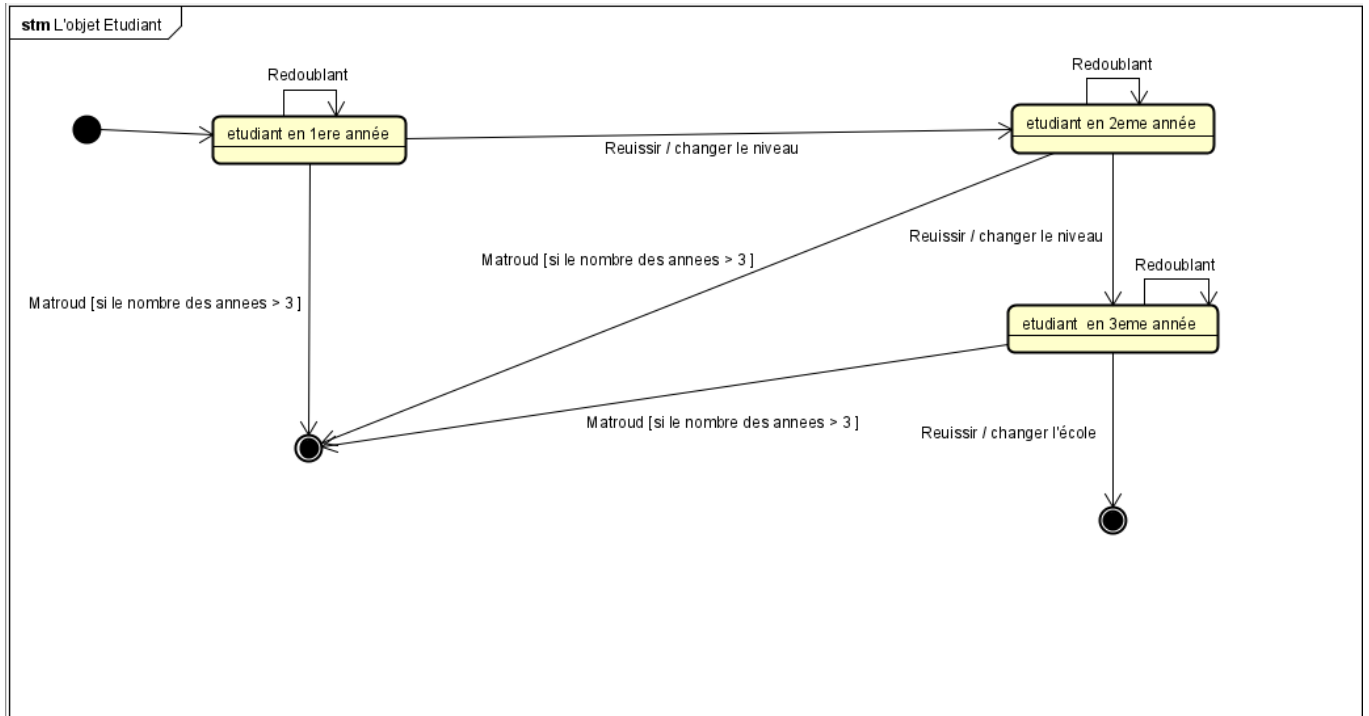 stm L'objet Etudiant
Redoublant
etudiant en 1ere année
Reuissir / changer le niveau
Redoublant
etudiant en 2eme année
Matroud [si le nombre des annees > 3 ]
Matroud [si le nombre des annees > 3 ]
Reuissir / changer le niveau
Redoublant
etudiant  en 3eme année
Matroud [si le nombre des annees > 3 ]
Reuissir / changer l'école